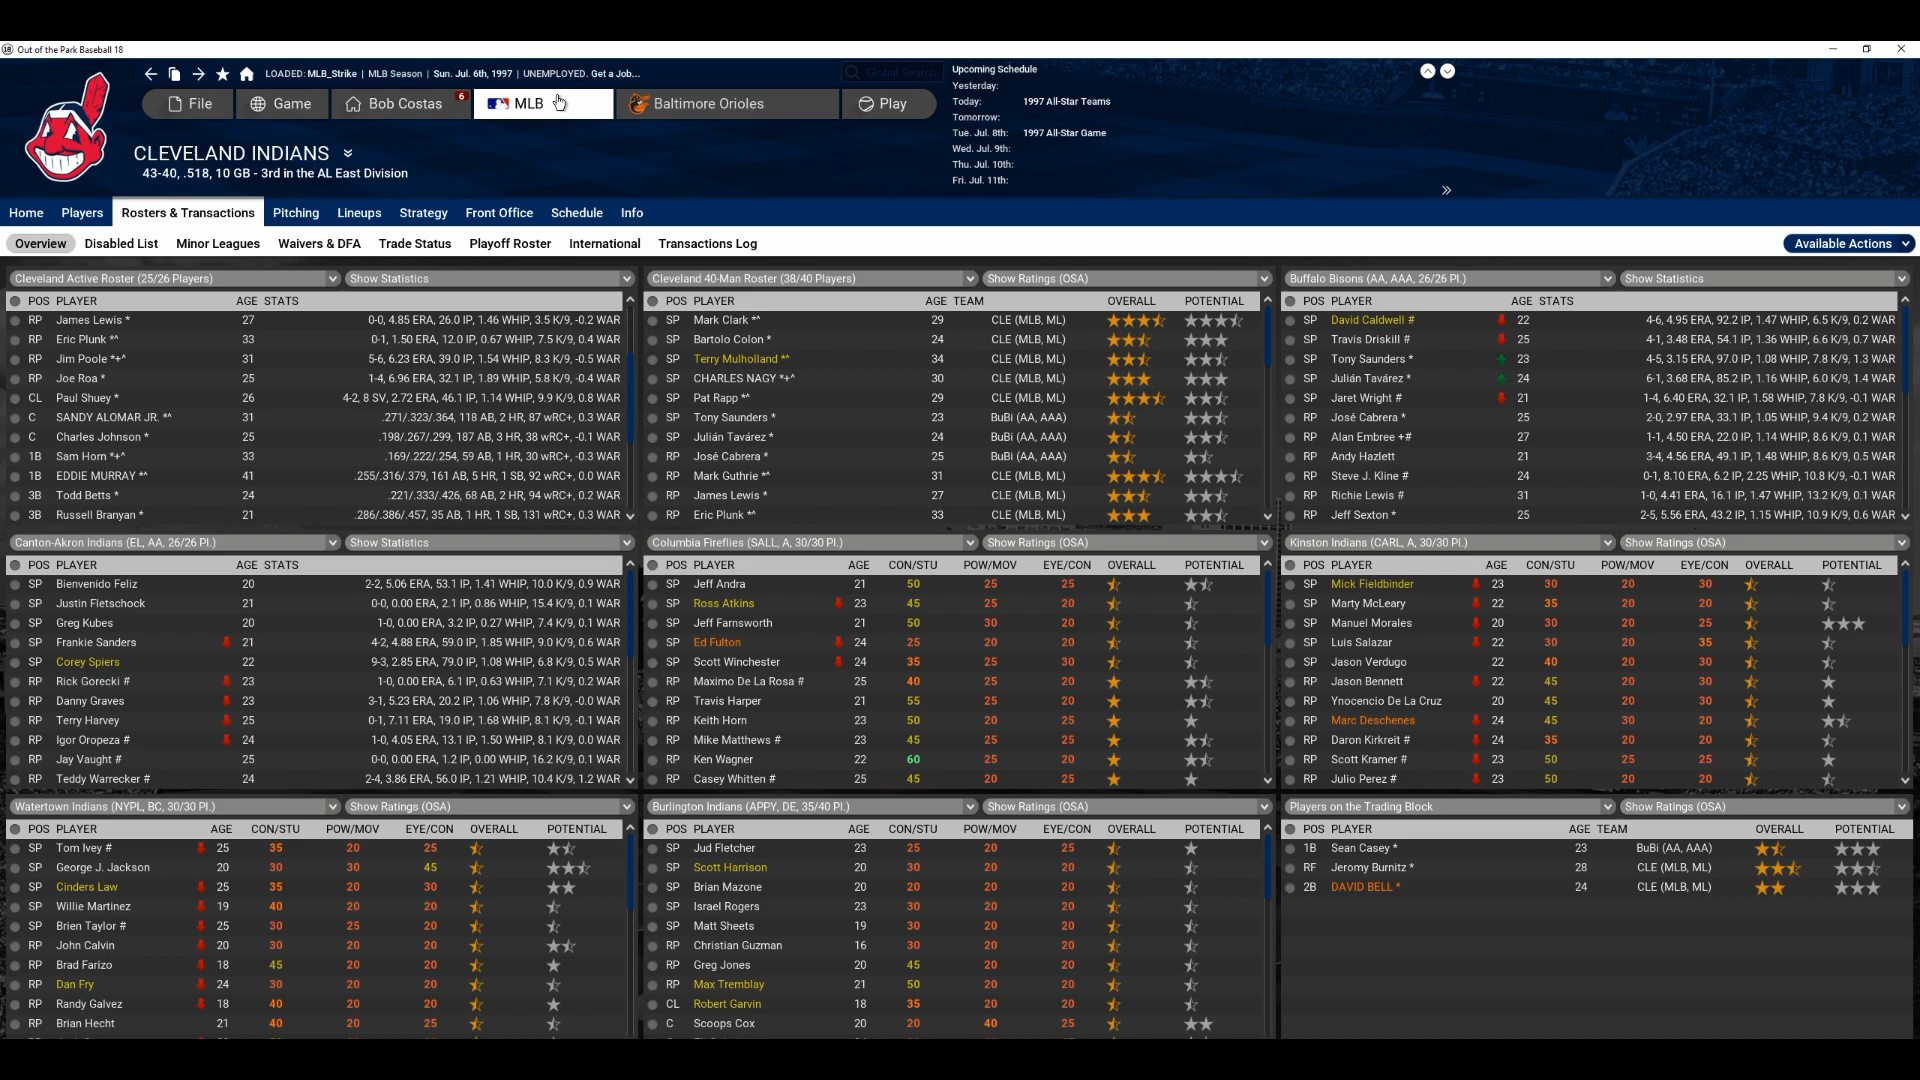 Out of the Park Baseball 18
LOADED: MLB_Strike | MLB Season | Sun. Jul. 6th, 1997 | UNEMPLOYED. Get a Job...
Global Search
File Game Bob Costas 6 MLB Baltimore Orioles Play
Upcoming Schedule
Yesterday:
Today: 1997 All-Star Teams
Tomorrow:
Tue. Jul. 8th: 1997 All-Star Game
Wed. Jul. 9th:
Thu. Jul. 10th:
Fri. Jul. 11th:
CLEVELAND INDIANS
43-40, .518, 10 GB - 3rd in the AL East Division
Home Players Rosters & Transactions Pitching Lineups Strategy Front Office Schedule Info
Overview Disabled List Minor Leagues Waivers & DFA Trade Status Playoff Roster International Transactions Log Available Actions
Cleveland Active Roster (25/26 Players) Show Statistics
POS PLAYER AGE STATS
RP James Lewis * 27 0-0, 4.85 ERA, 26.0 IP, 1.46 WHIP, 3.5 K/9, -0.2 WAR
RP Eric Plunk *^ 33 0-1, 1.50 ERA, 12.0 IP, 0.67 WHIP, 7.5 K/9, 0.4 WAR
RP Jim Poole *+^ 31 5-6, 6.23 ERA, 39.0 IP, 1.54 WHIP, 8.3 K/9, -0.5 WAR
RP Joe Roa * 25 1-4, 6.96 ERA, 32.1 IP, 1.89 WHIP, 5.8 K/9, -0.4 WAR
CL Paul Shuey * 26 4-2, 8 SV, 2.72 ERA, 46.1 IP, 1.14 WHIP, 9.9 K/9, 0.4 WAR
C SANDY ALOMAR JR. *^ 31 .271/.323/.364, 118 AB, 2 HR, 87 wRC+, 0.3 WAR
C Charles Johnson * 25 .198/.267/.299, 187 AB, 3 HR, 38 wRC+, -0.1 WAR
1B Sam Horn *+^ 33 .169/.222/.254, 59 AB, 1 HR, 30 wRC+, -0.3 WAR
1B EDDIE MURRAY *^ 41 .255/.316/.379, 161 AB, 5 HR, 1 SB, 92 wRC+, 0.0 WAR
3B Todd Betts * 24 .221/.333/.426, 68 AB, 2 HR, 94 wRC+, 0.2 WAR
3B Russell Branyan * 21 .286/.386/.457, 35 AB, 1 HR, 1 SB, 131 wRC+, 0.3 WAR
Cleveland 40-Man Roster (38/40 Players) Show Ratings (OSA)
POS PLAYER AGE TEAM OVERALL POTENTIAL
SP Mark Clark *^ 29 CLE (MLB, ML)
SP Bartolo Colon * 24 CLE (MLB, ML)
SP Terry Mulholland *^ 34 CLE (MLB, ML)
SP CHARLES NAGY *+^ 30 CLE (MLB, ML)
SP Pat Rapp *^ 29 CLE (MLB, ML)
SP Tony Saunders * 23 BuBi (AA, AAA)
SP Julián Tavárez * 24 BuBi (AA, AAA)
RP José Cabrera * 25 BuBi (AA, AAA)
RP Mark Guthrie *^ 31 CLE (MLB, ML)
RP James Lewis * 27 CLE (MLB, ML)
RP Eric Plunk *^ 33 CLE (MLB, ML)
Buffalo Bisons (AA, AAA, 26/26 Pl.) Show Statistics
POS PLAYER AGE STATS
SP David Caldwell # 22 4-6, 4.95 ERA, 92.2 IP, 1.47 WHIP, 6.5 K/9, 0.2 WAR
SP Travis Driskill # 25 4-1, 3.48 ERA, 54.1 IP, 1.36 WHIP, 6.6 K/9, 0.7 WAR
SP Tony Saunders * 23 4-5, 3.15 ERA, 97.0 IP, 1.08 WHIP, 7.8 K/9, 1.3 WAR
SP Julián Tavárez * 24 6-1, 3.68 ERA, 85.2 IP, 1.16 WHIP, 6.0 K/9, 1.4 WAR
SP Jaret Wright # 21 1-4, 6.40 ERA, 32.1 IP, 1.58 WHIP, 7.8 K/9, -0.1 WAR
RP José Cabrera * 25 2-0, 2.97 ERA, 33.1 IP, 1.05 WHIP, 9.4 K/9, 0.2 WAR
RP Alan Embree +# 27 1-1, 4.50 ERA, 22.0 IP, 1.14 WHIP, 8.6 K/9, 0.1 WAR
RP Andy Hazlett 21 3-4, 4.56 ERA, 49.1 IP, 1.48 WHIP, 8.6 K/9, 0.5 WAR
RP Steve J. Kline # 24 0-1, 8.10 ERA, 6.2 IP, 2.25 WHIP, 10.8 K/9, -0.1 WAR
RP Richie Lewis # 31 1-0, 4.41 ERA, 16.1 IP, 1.47 WHIP, 13.2 K/9, 0.1 WAR
RP Jeff Sexton * 25 2-5, 5.56 ERA, 43.2 IP, 1.15 WHIP, 10.9 K/9, 0.6 WAR
Canton-Akron Indians (EL, AA, 26/26 Pl.) Show Statistics
POS PLAYER AGE STATS
SP Bienvenido Feliz 20 2-2, 5.06 ERA, 53.1 IP, 1.41 WHIP, 10.0 K/9, 0.9 WAR
SP Justin Fletschock 21 0-0, 0.00 ERA, 2.1 IP, 0.86 WHIP, 15.4 K/9, 0.1 WAR
SP Greg Kubes 20 1-0, 0.00 ERA, 3.2 IP, 0.27 WHIP, 7.4 K/9, 0.1 WAR
SP Frankie Sanders 21 4-2, 4.88 ERA, 59.0 IP, 1.85 WHIP, 9.0 K/9, 0.6 WAR
SP Corey Spiers 22 9-3, 2.85 ERA, 79.0 IP, 1.08 WHIP, 6.8 K/9, 0.5 WAR
RP Rick Gorecki # 23 1-0, 0.00 ERA, 6.1 IP, 0.63 WHIP, 7.1 K/9, 0.2 WAR
RP Danny Graves 23 3-1, 5.23 ERA, 20.2 IP, 1.06 WHIP, 7.8 K/9, -0.0 WAR
RP Terry Harvey 25 0-1, 7.11 ERA, 19.0 IP, 1.68 WHIP, 8.1 K/9, -0.1 WAR
RP Igor Oropeza # 24 1-0, 4.05 ERA, 13.1 IP, 1.50 WHIP, 8.1 K/9, 0.0 WAR
RP Jay Vaught # 25 0-0, 0.00 ERA, 1.2 IP, 0.00 WHIP, 16.2 K/9, 0.1 WAR
RP Teddy Warrecker # 24 2-4, 3.86 ERA, 56.0 IP, 1.21 WHIP, 10.4 K/9, 1.2 WAR
Columbia Fireflies (SALL, A, 30/30 Pl.) Show Ratings (OSA)
POS PLAYER AGE CON/STU POW/MOV EYE/CON OVERALL POTENTIAL
SP Jeff Andra 21 50 25 25
SP Ross Atkins 23 45 25 20
SP Jeff Farnsworth 21 50 30 20
SP Ed Fulton 24 25 20 20
SP Scott Winchester 24 35 25 30
RP Maximo De La Rosa # 25 40 25 20
RP Travis Harper 21 55 25 20
RP Keith Horn 23 50 25 20
RP Mike Matthews # 23 45 25 25
RP Ken Wagner 22 60 25 20
RP Casey Whitten # 25 45 20 25
Kinston Indians (CARL, A, 30/30 Pl.) Show Ratings (OSA)
POS PLAYER AGE CON/STU POW/MOV EYE/CON OVERALL POTENTIAL
SP Mick Fieldbinder 23 30 20 30
SP Marty McLeary 22 35 20 20
SP Manuel Morales 20 30 20 25
SP Luis Salazar 22 30 20 35
SP Jason Verdugo 22 40 20 30
RP Jason Bennett 22 45 20 20
RP Ynocencio De La Cruz 20 45 20 30
RP Marc Deschenes 24 45 30 20
RP Daron Kirkreit # 24 35 20 20
RP Scott Kramer # 23 50 25 25
RP Julio Perez # 23 50 20 20
Watertown Indians (NYPL, BC, 30/30 Pl.) Show Ratings (OSA)
POS PLAYER AGE CON/STU POW/MOV EYE/CON OVERALL POTENTIAL
SP Tom Ivey # 25 35 20 25
SP George J. Jackson 20 30 30 45
SP Cinders Law 25 35 20 30
SP Willie Martinez 19 40 20 20
SP Brien Taylor # 25 30 25 20
RP John Calvin 20 30 20 20
RP Brad Farizo 18 45 20 20
RP Dan Fry 24 30 20 20
RP Randy Galvez 18 40 20 20
RP Brian Hecht 21 40 20 25
Burlington Indians (APPY, DE, 35/40 Pl.) Show Ratings (OSA)
POS PLAYER AGE CON/STU POW/MOV EYE/CON OVERALL POTENTIAL
SP Jud Fletcher 23 25 20 20
SP Scott Harrison 20 30 20 20
SP Brian Mazone 20 20 20 20
SP Israel Rogers 23 30 20 20
SP Matt Sheets 19 30 20 20
RP Christian Guzman 16 30 20 20
RP Greg Jones 20 45 20 20
RP Max Tremblay 21 50 20 20
CL Robert Garvin 18 35 20 20
C Scoops Cox 20 20 40 25
Players on the Trading Block Show Ratings (OSA)
POS PLAYER AGE TEAM OVERALL POTENTIAL
1B Sean Casey * 23 BuBi (AA, AAA)
RF Jeromy Burnitz * 28 CLE (MLB, ML)
2B DAVID BELL * 24 CLE (MLB, ML)